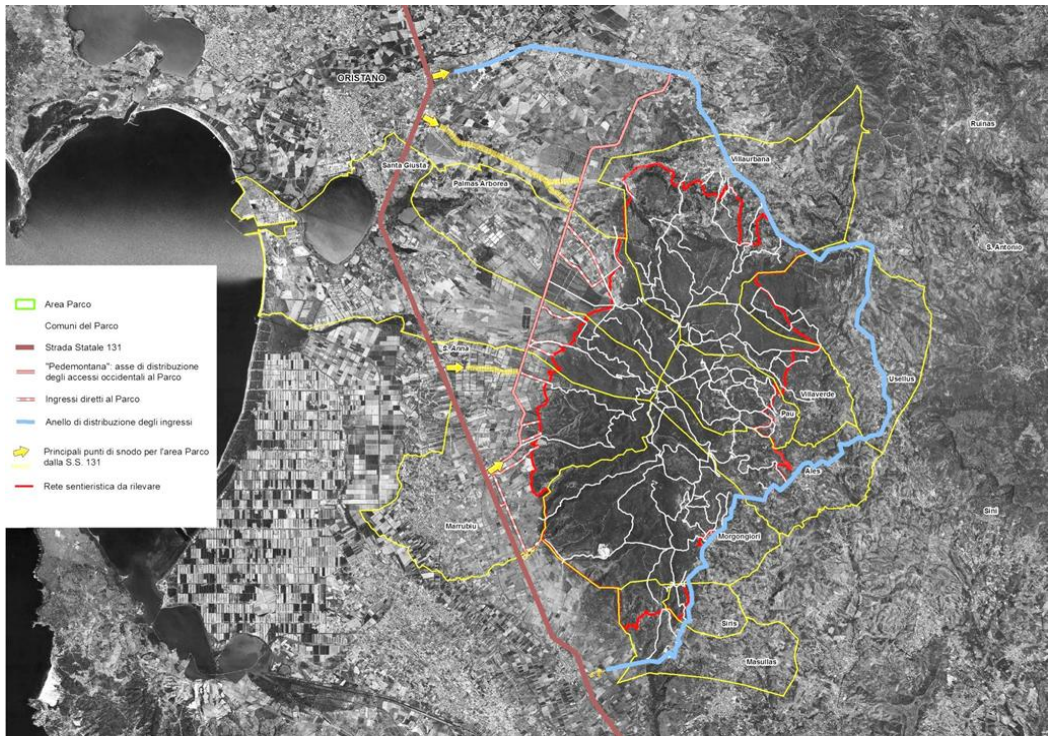 ORISTANO
Ruinas
Villaurbana
Santa Giusta
Palmas Arborea
S. Antonio
Area Parco
Comuni del Parco
Strada Statale 131
"Pedemontana": asse di distribuzione
degli accessi occidentali al Parco
Ingressi diretti al Parco
Anello di distribuzione degli ingressi
Principali punti di snodo per l'area Parco
dalla S.S. 131
Rete sentieristica da rilevare
S. Anna
Usellus
Villaverde
Pau
Ales
Sini
Marrubiu
Morgongiori
Siris
Masullas